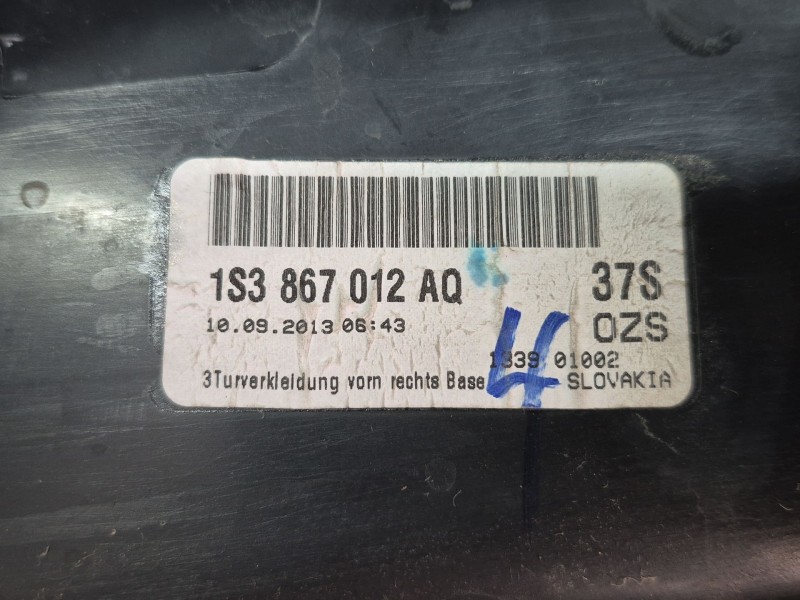 1S3 867 012 AQ 37S
10.09.2013 06:43 OZS
1339 01002
3Turverkleidung vorn rechts Base SLOVAKIA
4